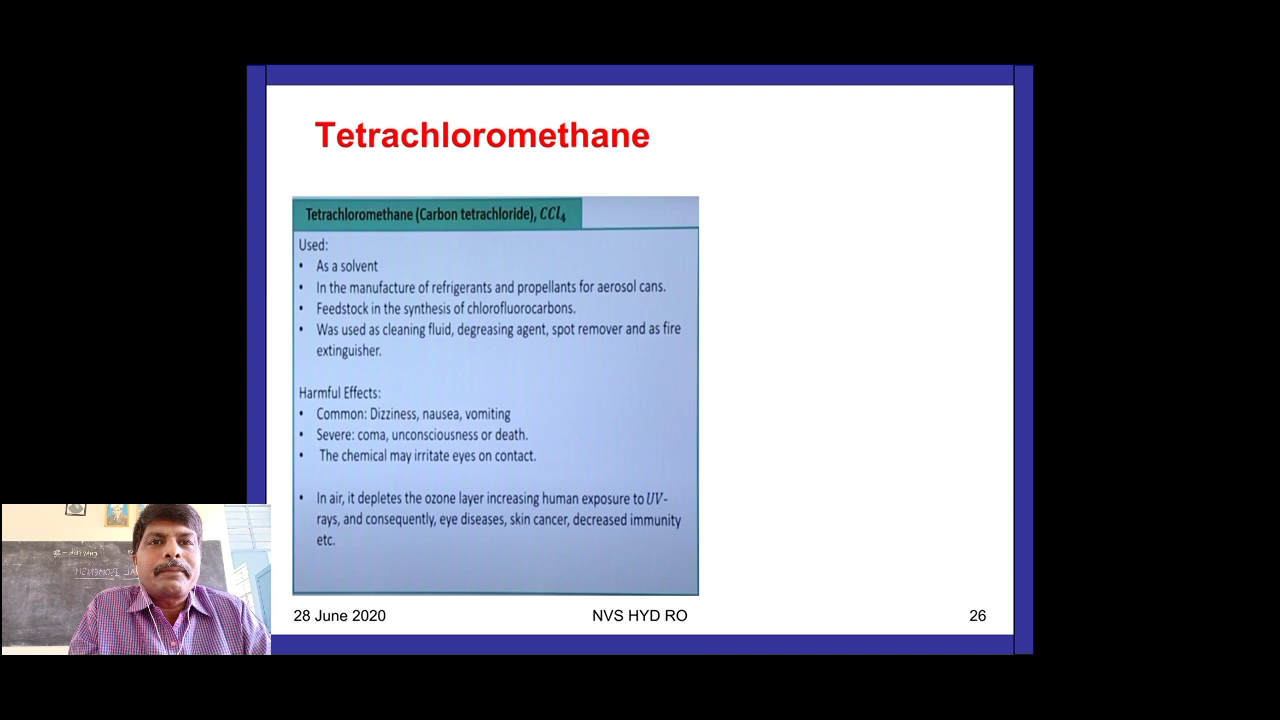 Tetrachloromethane
Tetrachloromethane (Carbon tetrachloride), CCl₄
Used:
• As a solvent
• In the manufacture of refrigerants and propellants for aerosol cans.
• Feedstock in the synthesis of chlorofluorocarbons.
• Was used as cleaning fluid, degreasing agent, spot remover and as fire
extinguisher.
Harmful Effects:
• Common: Dizziness, nausea, vomiting
• Severe: coma, unconsciousness or death.
• The chemical may irritate eyes on contact.
• In air, it depletes the ozone layer increasing human exposure to UV-
rays, and consequently, eye diseases, skin cancer, decreased immunity
etc.
28 June 2020
NVS HYD RO
26